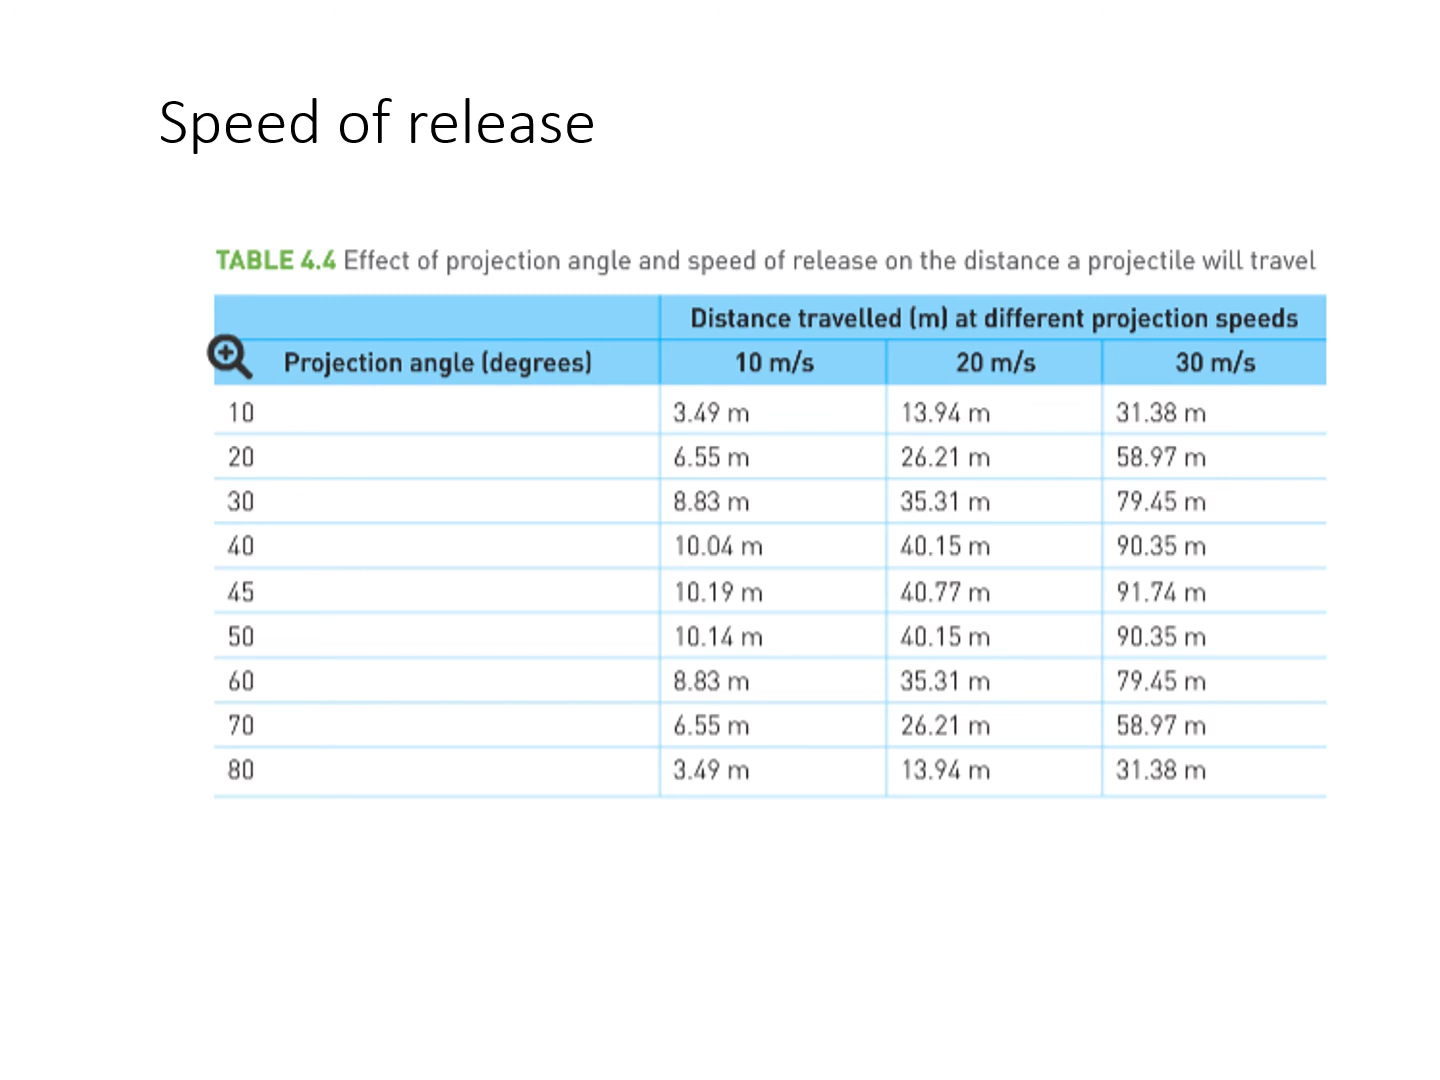 Speed of release
TABLE 4.4 Effect of projection angle and speed of release on the distance a projectile will travel
Distance travelled (m) at different projection speeds
Projection angle (degrees) 10 m/s 20 m/s 30 m/s
10 3.49 m 13.94 m 31.38 m
20 6.55 m 26.21 m 58.97 m
30 8.83 m 35.31 m 79.45 m
40 10.04 m 40.15 m 90.35 m
45 10.19 m 40.77 m 91.74 m
50 10.14 m 40.15 m 90.35 m
60 8.83 m 35.31 m 79.45 m
70 6.55 m 26.21 m 58.97 m
80 3.49 m 13.94 m 31.38 m